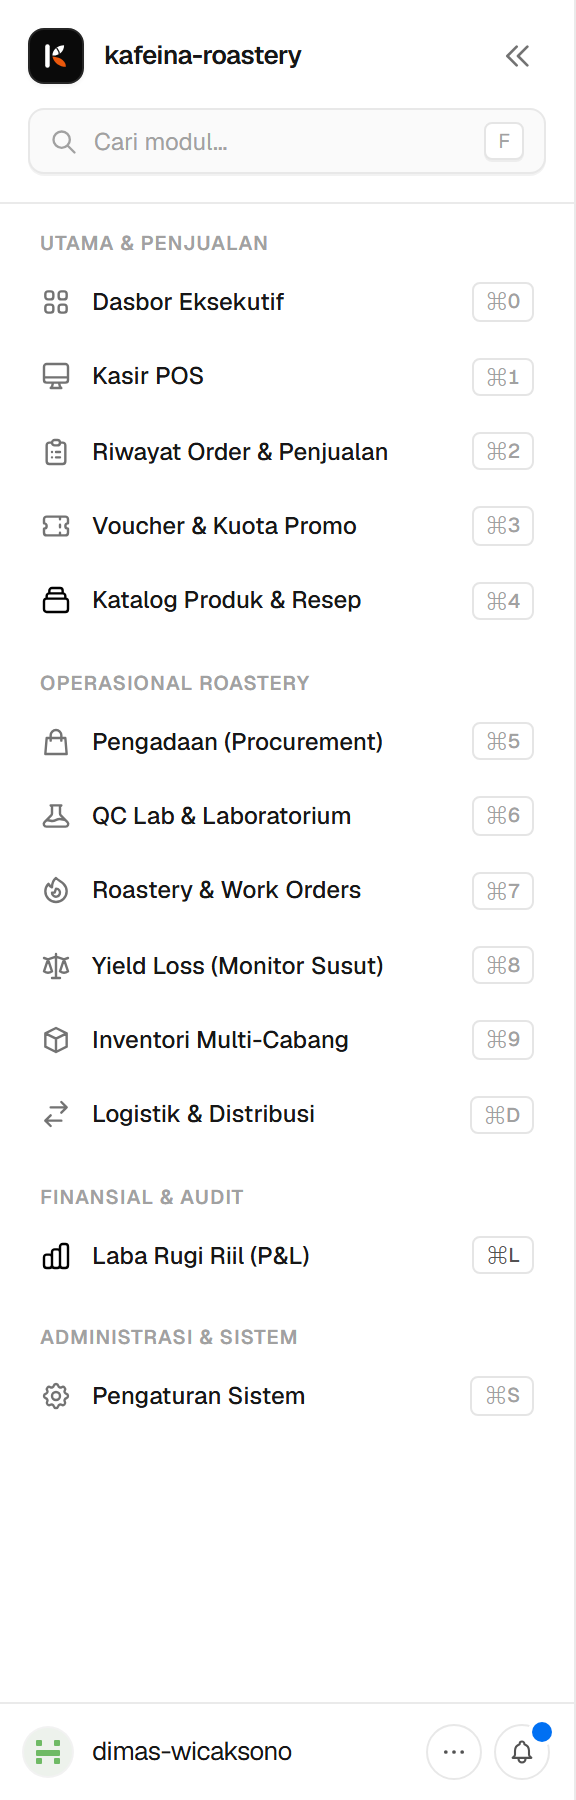 kafeina-roastery
Cari modul...
F
UTAMA & PENJUALAN
Dasbor Eksekutif ⌘0
Kasir POS ⌘1
Riwayat Order & Penjualan ⌘2
Voucher & Kuota Promo ⌘3
Katalog Produk & Resep ⌘4
OPERASIONAL ROASTERY
Pengadaan (Procurement) ⌘5
QC Lab & Laboratorium ⌘6
Roastery & Work Orders ⌘7
Yield Loss (Monitor Susut) ⌘8
Inventori Multi-Cabang ⌘9
Logistik & Distribusi ⌘D
FINANSIAL & AUDIT
Laba Rugi Riil (P&L) ⌘L
ADMINISTRASI & SISTEM
Pengaturan Sistem ⌘S
dimas-wicaksono